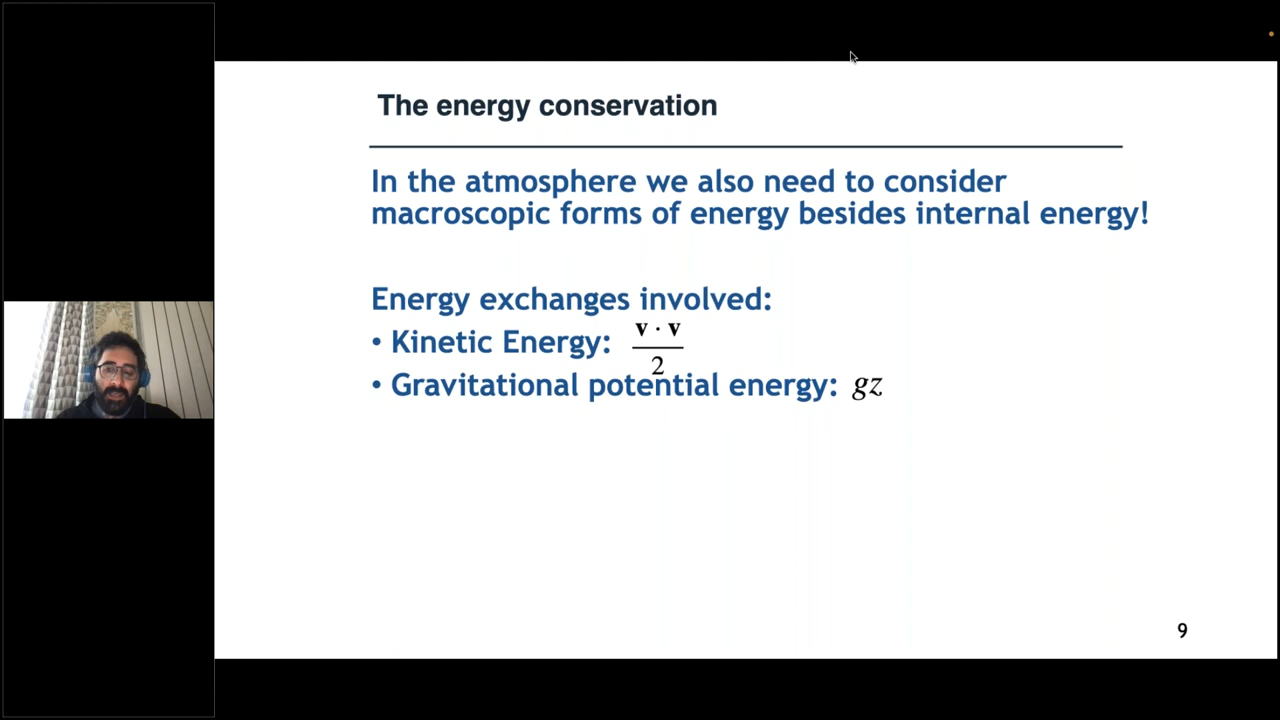 The energy conservation
In the atmosphere we also need to consider
macroscopic forms of energy besides internal energy!
Energy exchanges involved:
• Kinetic Energy: v · v / 2
• Gravitational potential energy: gz
9